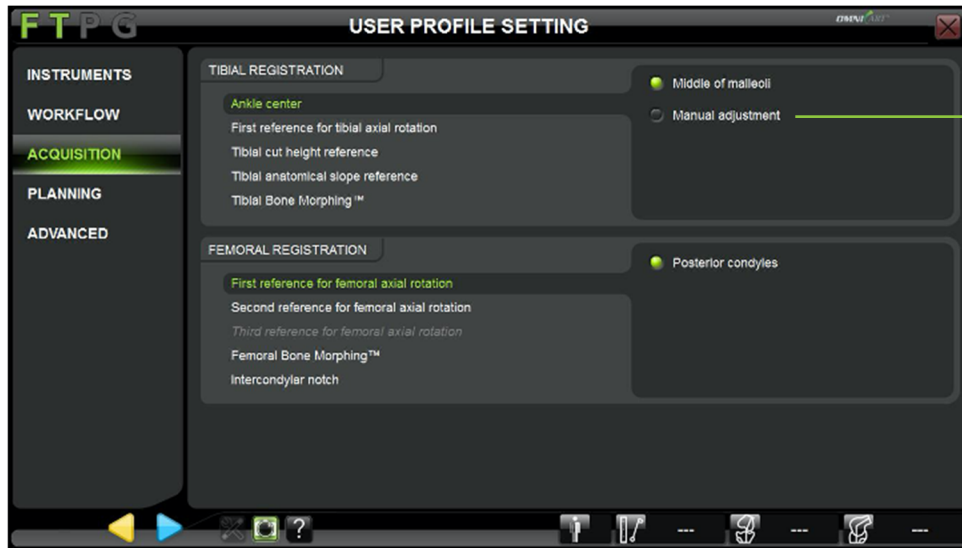 FTPG
USER PROFILE SETTING
OMNI ART™
INSTRUMENTS
WORKFLOW
ACQUISITION
PLANNING
ADVANCED
TIBIAL REGISTRATION
Ankle center
First reference for tibial axial rotation
Tibial cut height reference
Tibial anatomical slope reference
Tibial Bone Morphing™
Middle of malleoli
Manual adjustment
FEMORAL REGISTRATION
First reference for femoral axial rotation
Second reference for femoral axial rotation
Third reference for femoral axial rotation
Femoral Bone Morphing™
Intercondylar notch
Posterior condyles
? --- --- ---